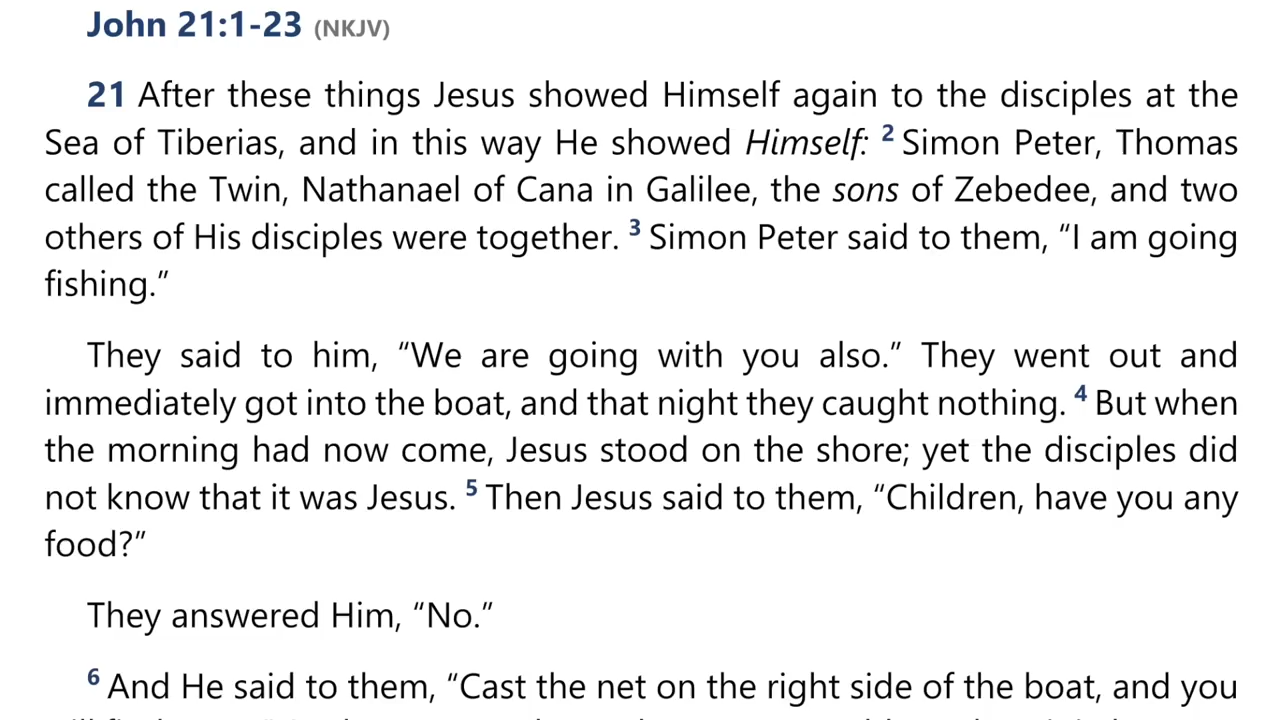 John 21:1-23 (NKJV)
21 After these things Jesus showed Himself again to the disciples at the
Sea of Tiberias, and in this way He showed Himself: 2 Simon Peter, Thomas
called the Twin, Nathanael of Cana in Galilee, the sons of Zebedee, and two
others of His disciples were together. 3 Simon Peter said to them, “I am going
fishing.”
They said to him, “We are going with you also.” They went out and
immediately got into the boat, and that night they caught nothing. 4 But when
the morning had now come, Jesus stood on the shore; yet the disciples did
not know that it was Jesus. 5 Then Jesus said to them, “Children, have you any
food?”
They answered Him, “No.”
6 And He said to them, “Cast the net on the right side of the boat, and you